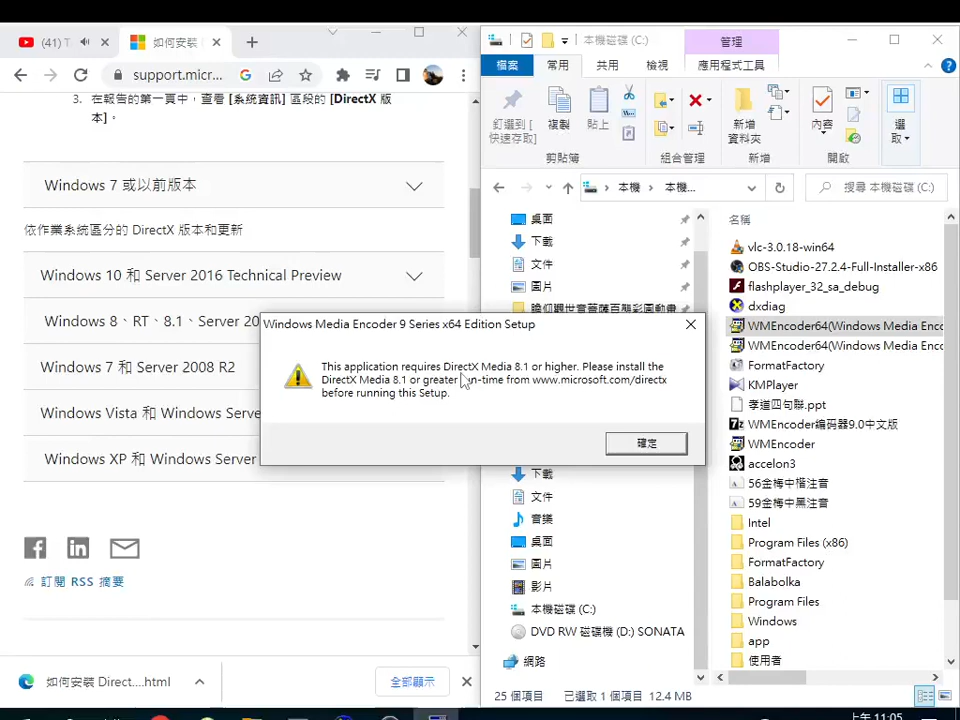 (41) T
如何安裝
support.micr...
3. 在報告的第一頁中，查看 [系統資訊] 區段的 [DirectX 版
本]。
Windows 7 或以前版本
依作業系統區分的 DirectX 版本和更新
Windows 10 和 Server 2016 Technical Preview
Windows 8、RT、8.1、Server 20
Windows 7 和 Server 2008 R2
Windows Vista 和 Windows Serve
Windows XP 和 Windows Server
訂閱 RSS 摘要
如何安裝 Direct....html
全部顯示
Windows Media Encoder 9 Series x64 Edition Setup
This application requires DirectX Media 8.1 or higher. Please install the
DirectX Media 8.1 or greater run-time from www.microsoft.com/directx
before running this Setup.
確定
本機磁碟 (C:)
管理
檔案
常用
共用
檢視
應用程式工具
釘選到 [
快速存取]
複製
貼上
新增
資料夾
內容
選
取
剪貼簿
組合管理
新增
開啟
本機
本機...
搜尋 本機磁碟 (C:)
桌面
下載
文件
圖片
下載
文件
音樂
桌面
圖片
影片
本機磁碟 (C:)
DVD RW 磁碟機 (D:) SONATA
網路
名稱
vlc-3.0.18-win64
OBS-Studio-27.2.4-Full-Installer-x86
flashplayer_32_sa_debug
dxdiag
WMEncoder64(Windows Media Enc
WMEncoder64(Windows Media Enc
FormatFactory
KMPlayer
孝道四句聯.ppt
WMEncoder编码器9.0中文版
WMEncoder
accelon3
56金梅中楷注音
59金梅中黑注音
Intel
Program Files (x86)
FormatFactory
Balabolka
Program Files
Windows
app
使用者
25 個項目
已選取 1 個項目 12.4 MB
上午 11:05